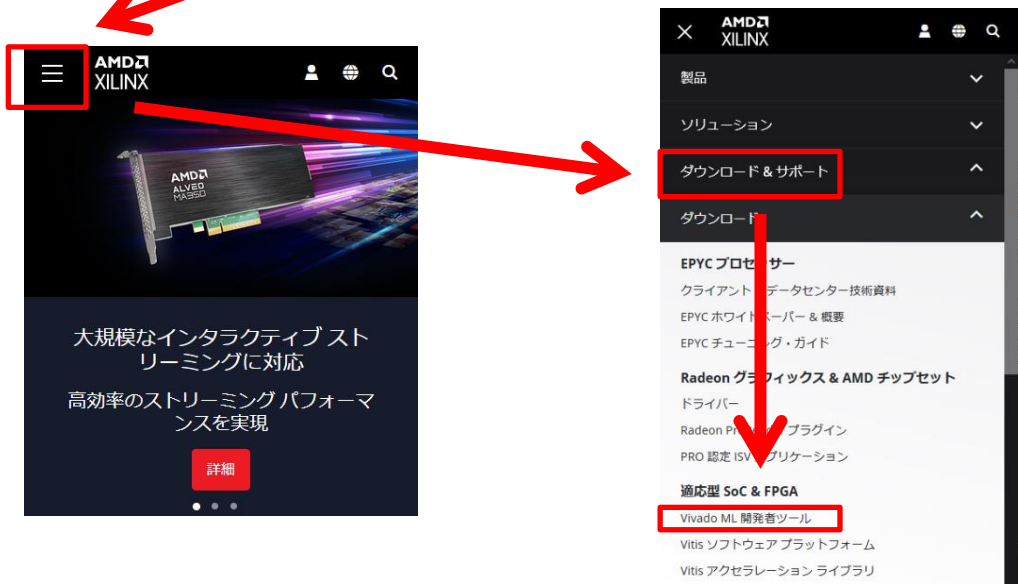 AMD
XILINX
AMD
ALVEO
MA35D
大規模なインタラクティブ スト
リーミングに対応
高効率のストリーミング パフォーマ
ンスを実現
詳細
AMD
XILINX
製品
ソリューション
ダウンロード & サポート
ダウンロード
EPYC プロセッサー
クライアント データセンター技術資料
EPYC ホワイトペーパー & 概要
EPYC チューニング・ガイド
Radeon グラフィックス & AMD チップセット
ドライバー
Radeon プラグイン
PRO 認定 ISV アプリケーション
適応型 SoC & FPGA
Vivado ML 開発者ツール
Vitis ソフトウェア プラットフォーム
Vitis アクセラレーション ライブラリ